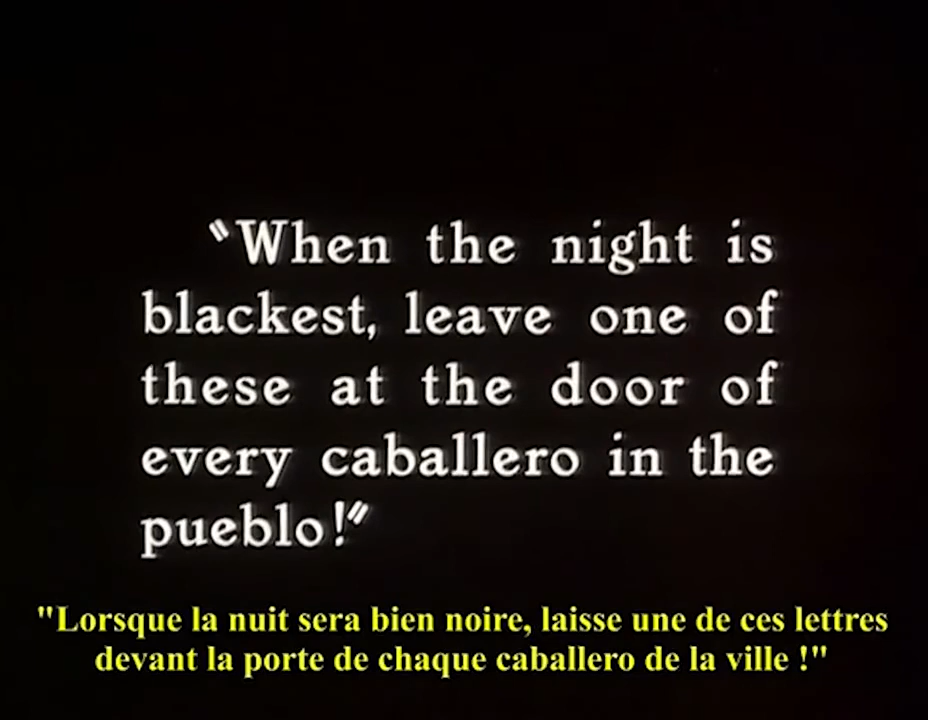 “When the night is
blackest, leave one of
these at the door of
every caballero in the
pueblo!”
"Lorsque la nuit sera bien noire, laisse une de ces lettres
devant la porte de chaque caballero de la ville !"